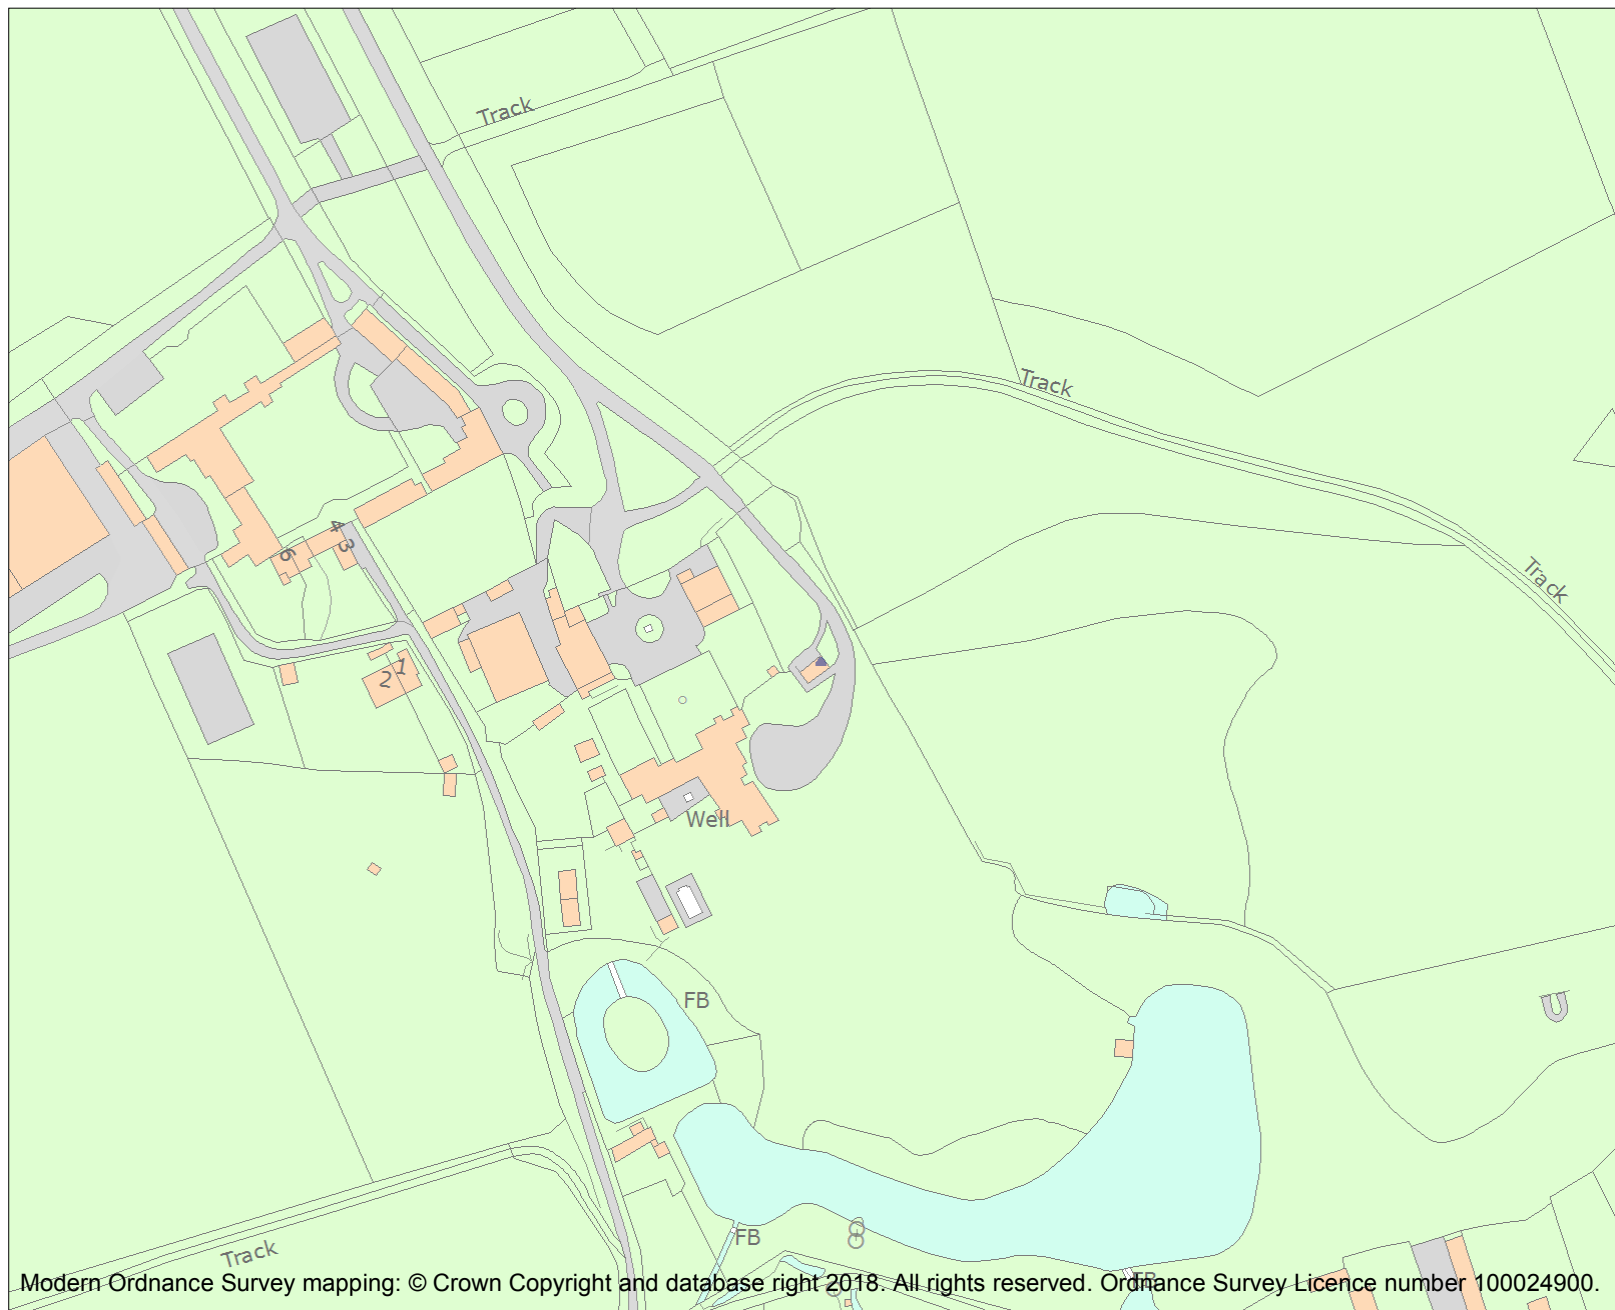 Track
Track
Track
4
3
6
1
2
Well
FB
FB
Track
FB
Modern Ordnance Survey mapping: © Crown Copyright and database right 2018. All rights reserved. Ordnance Survey Licence number 100024900.